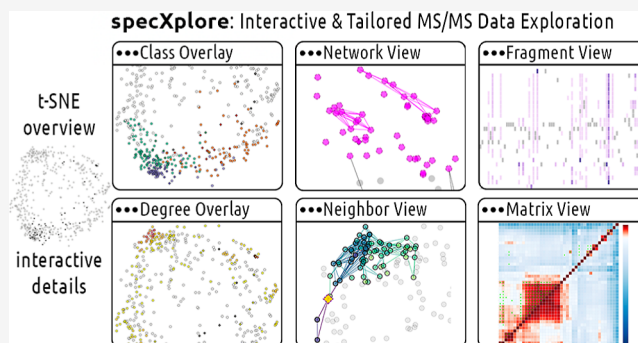 specXplore: Interactive & Tailored MS/MS Data Exploration
•••Class Overlay
•••Network View
•••Fragment View
t-SNE
overview
interactive
details
•••Degree Overlay
•••Neighbor View
•••Matrix View